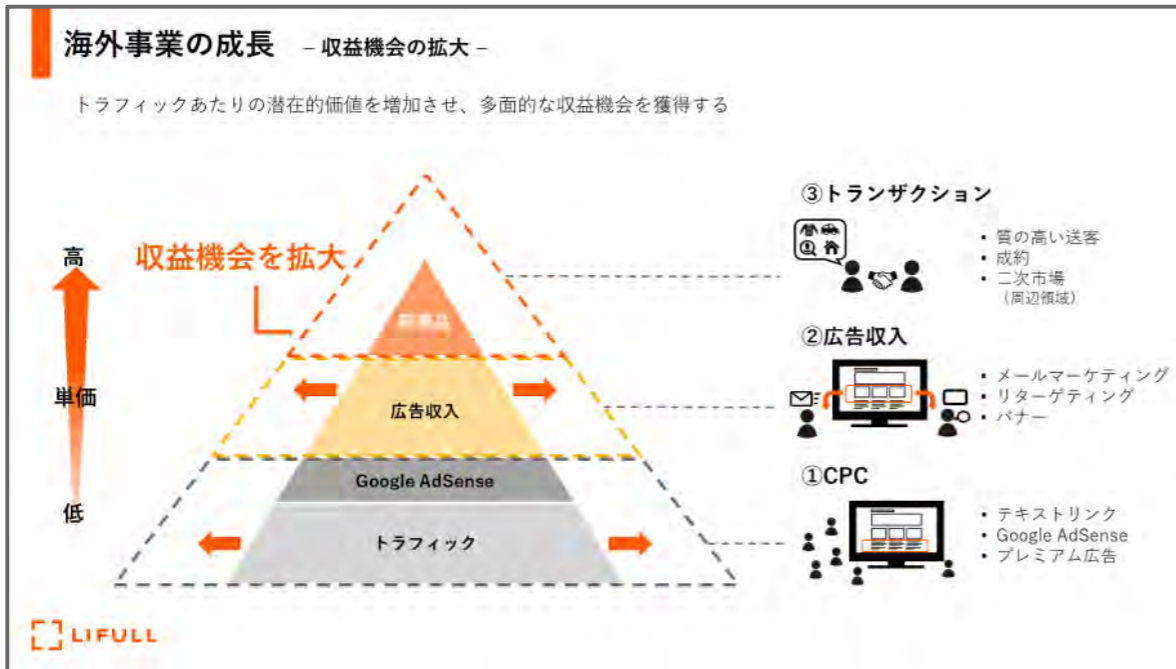 海外事業の成長 – 収益機会の拡大 –
トラフィックあたりの潜在的価値を増加させ、多面的な収益機会を獲得する
高
単価
低
収益機会を拡大
広告収入
Google AdSense
トラフィック
③トランザクション
• 質の高い送客
• 成約
• 二次市場
（周辺領域）
②広告収入
• メールマーケティング
• リターゲティング
• バナー
①CPC
• テキストリンク
• Google AdSense
• プレミアム広告
LIFULL